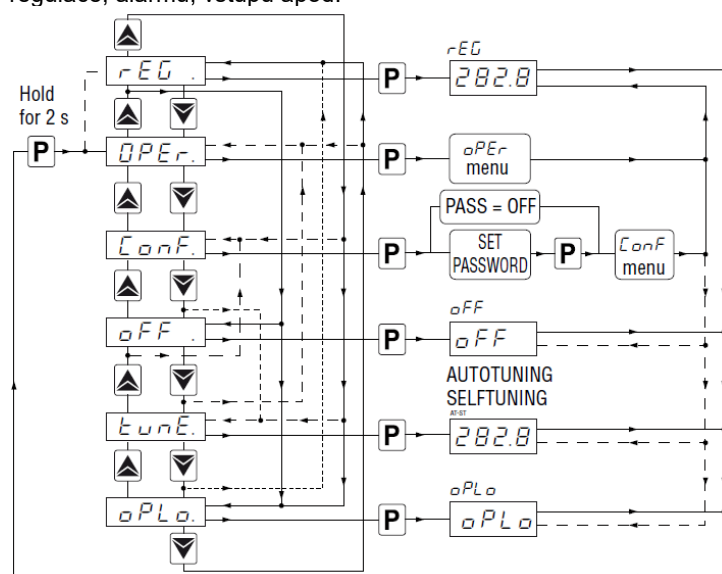 regulace, alarmů, vstupů apod.
rEG
rEG .
P
282.8
Hold
for 2 s
P
OPEr.
P
oPEr
menu
PASS = OFF
ConF.
P
SET
PASSWORD
P
ConF
menu
oFF
oFF .
P
oFF
AUTOTUNING
SELFTUNING
AT-ST
tunE.
P
282.8
oPLo
oPLo.
P
oPLo